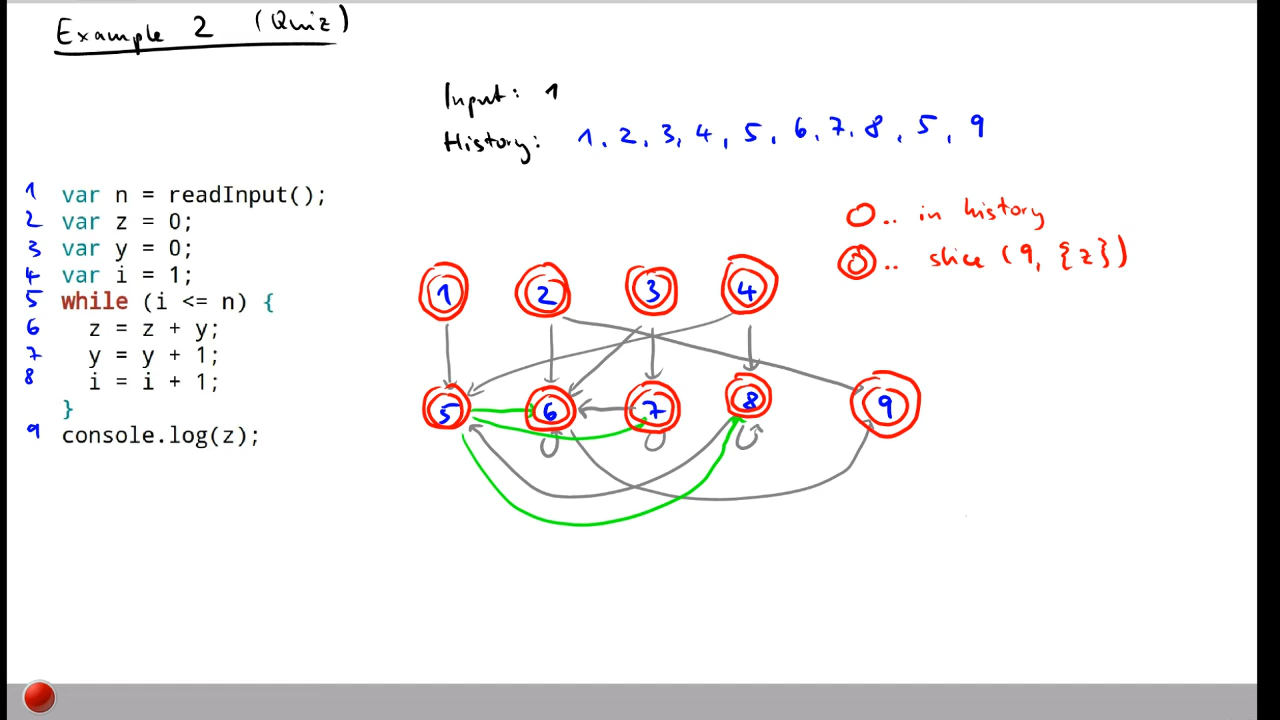 Example 2 (Quiz)
Input: 1
History: 1, 2, 3, 4, 5, 6, 7, 8, 5, 9
1 var n = readInput();
2 var z = 0;
3 var y = 0;
4 var i = 1;
5 while (i <= n) {
6 z = z + y;
7 y = y + 1;
8 i = i + 1;
}
9 console.log(z);
O.. in history
O.. slice (9, {z})
1 2 3 4
5 6 7 8 9